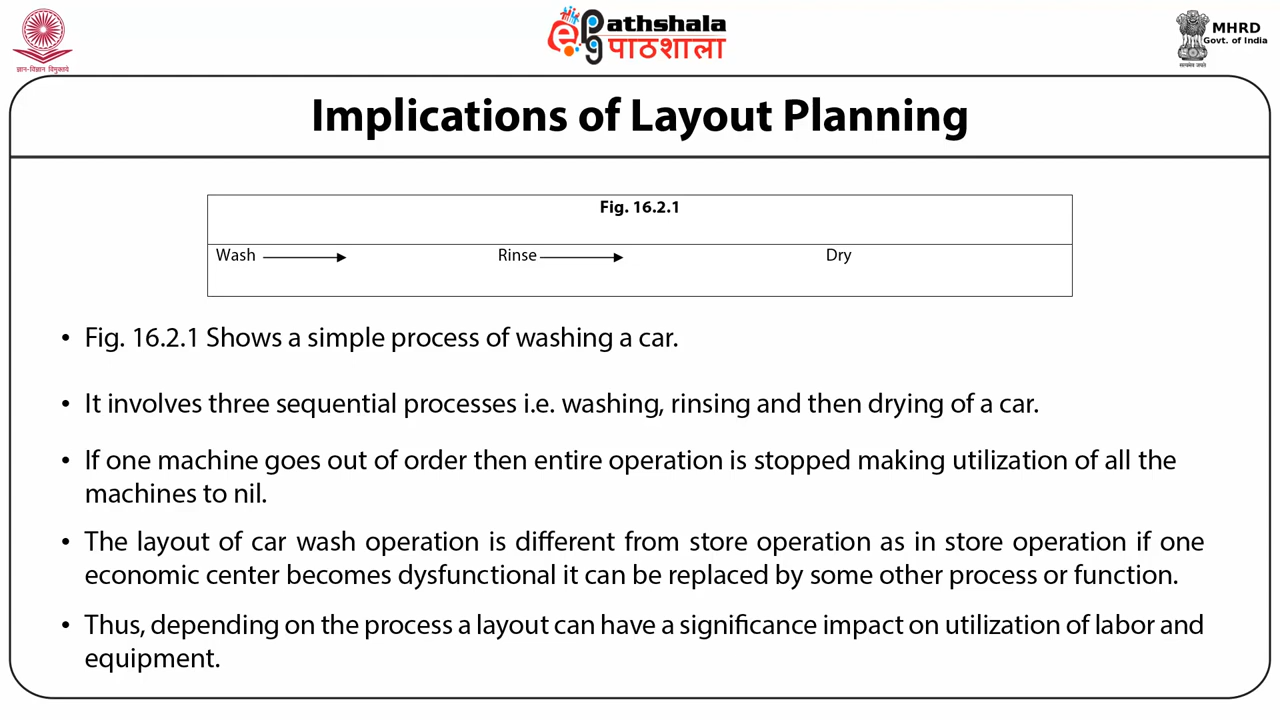 ज्ञान-विज्ञान विमुक्तये
ePathshala
पाठशाला
MHRD
Govt. of India
सत्यमेव जयते
Implications of Layout Planning
Fig. 16.2.1
Wash Rinse Dry
• Fig. 16.2.1 Shows a simple process of washing a car.
• It involves three sequential processes i.e. washing, rinsing and then drying of a car.
• If one machine goes out of order then entire operation is stopped making utilization of all the
machines to nil.
• The layout of car wash operation is different from store operation as in store operation if one
economic center becomes dysfunctional it can be replaced by some other process or function.
• Thus, depending on the process a layout can have a significance impact on utilization of labor and
equipment.